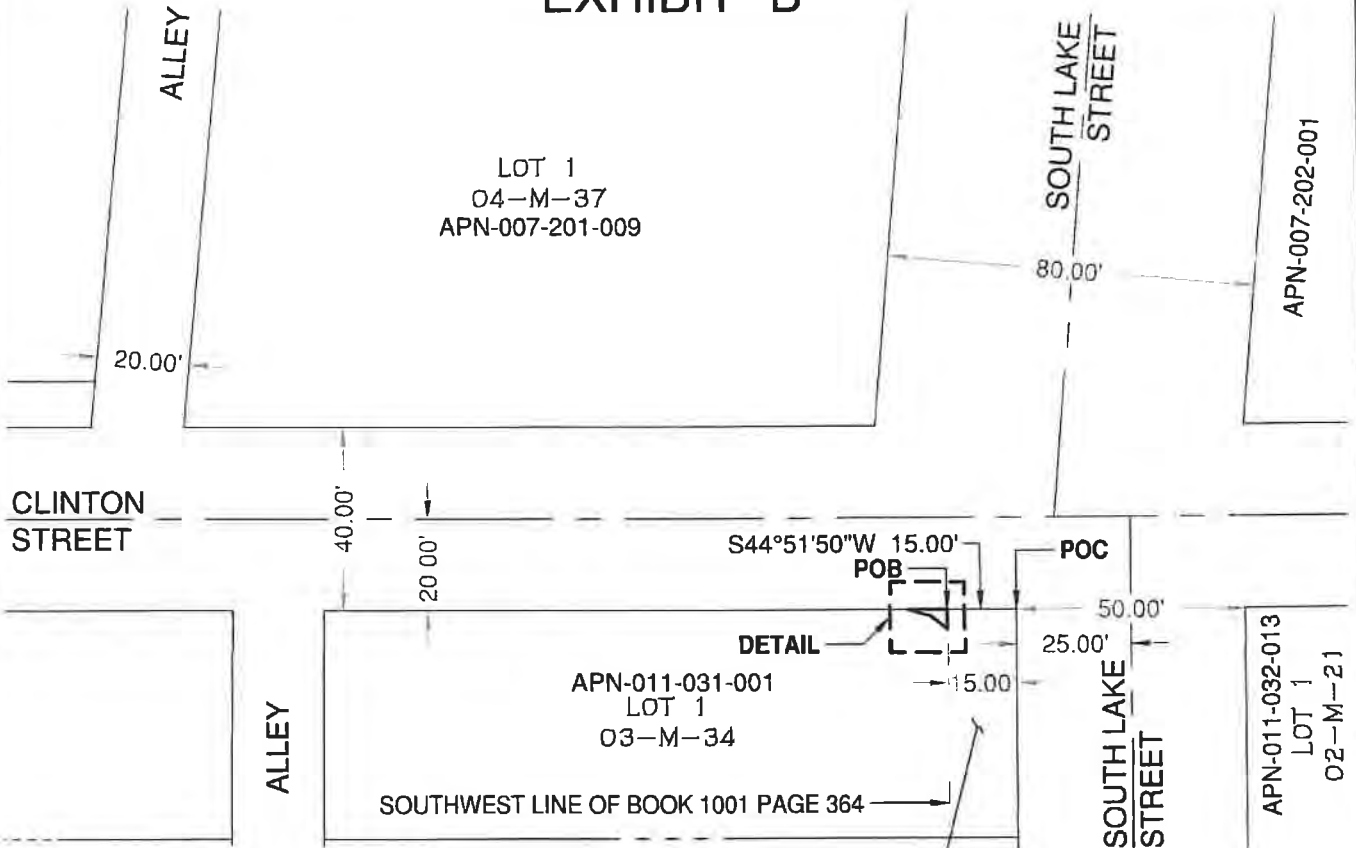 EXHIBIT "B"
ALLEY
SOUTH LAKE
STREET
APN-007-202-001
LOT 1
04-M-37
APN-007-201-009
80.00'
20.00'
CLINTON
STREET
40.00'
20 00'
S44°51'50"W 15.00'
POC
POB
50.00'
DETAIL
25.00'
APN-011-031-001
LOT 1
03-M-34
15.00
ALLEY
SOUTHWEST LINE OF BOOK 1001 PAGE 364
SOUTH LAKE
STREET
APN-011-032-013
LOT 1
02-M-21